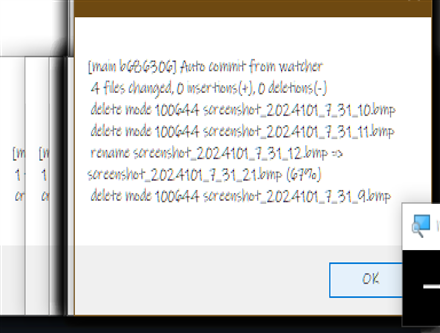 [main b686306] Auto commit from watcher
4 files changed, 0 insertions(+), 0 deletions(-)
delete mode 100644 screenshot_2024101_7_31_10.bmp
delete mode 100644 screenshot_2024101_7_31_11.bmp
rename screenshot_2024101_7_31_12.bmp =>
screenshot_2024101_7_31_21.bmp (67%)
delete mode 100644 screenshot_2024101_7_31_9.bmp
[m [m
1 1
cr cr
OK